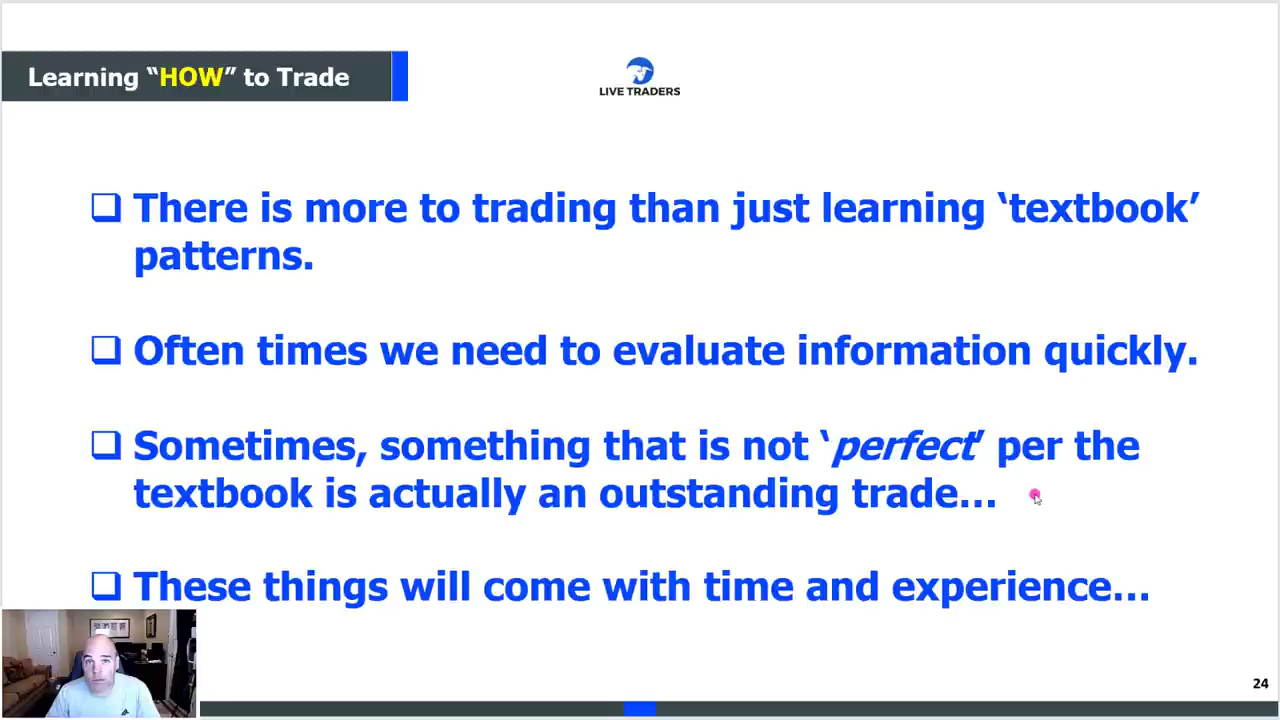 Learning “HOW” to Trade
LIVE TRADERS
❑ There is more to trading than just learning ‘textbook’
patterns.
❑ Often times we need to evaluate information quickly.
❑ Sometimes, something that is not ‘perfect’ per the
textbook is actually an outstanding trade...
❑ These things will come with time and experience...
24